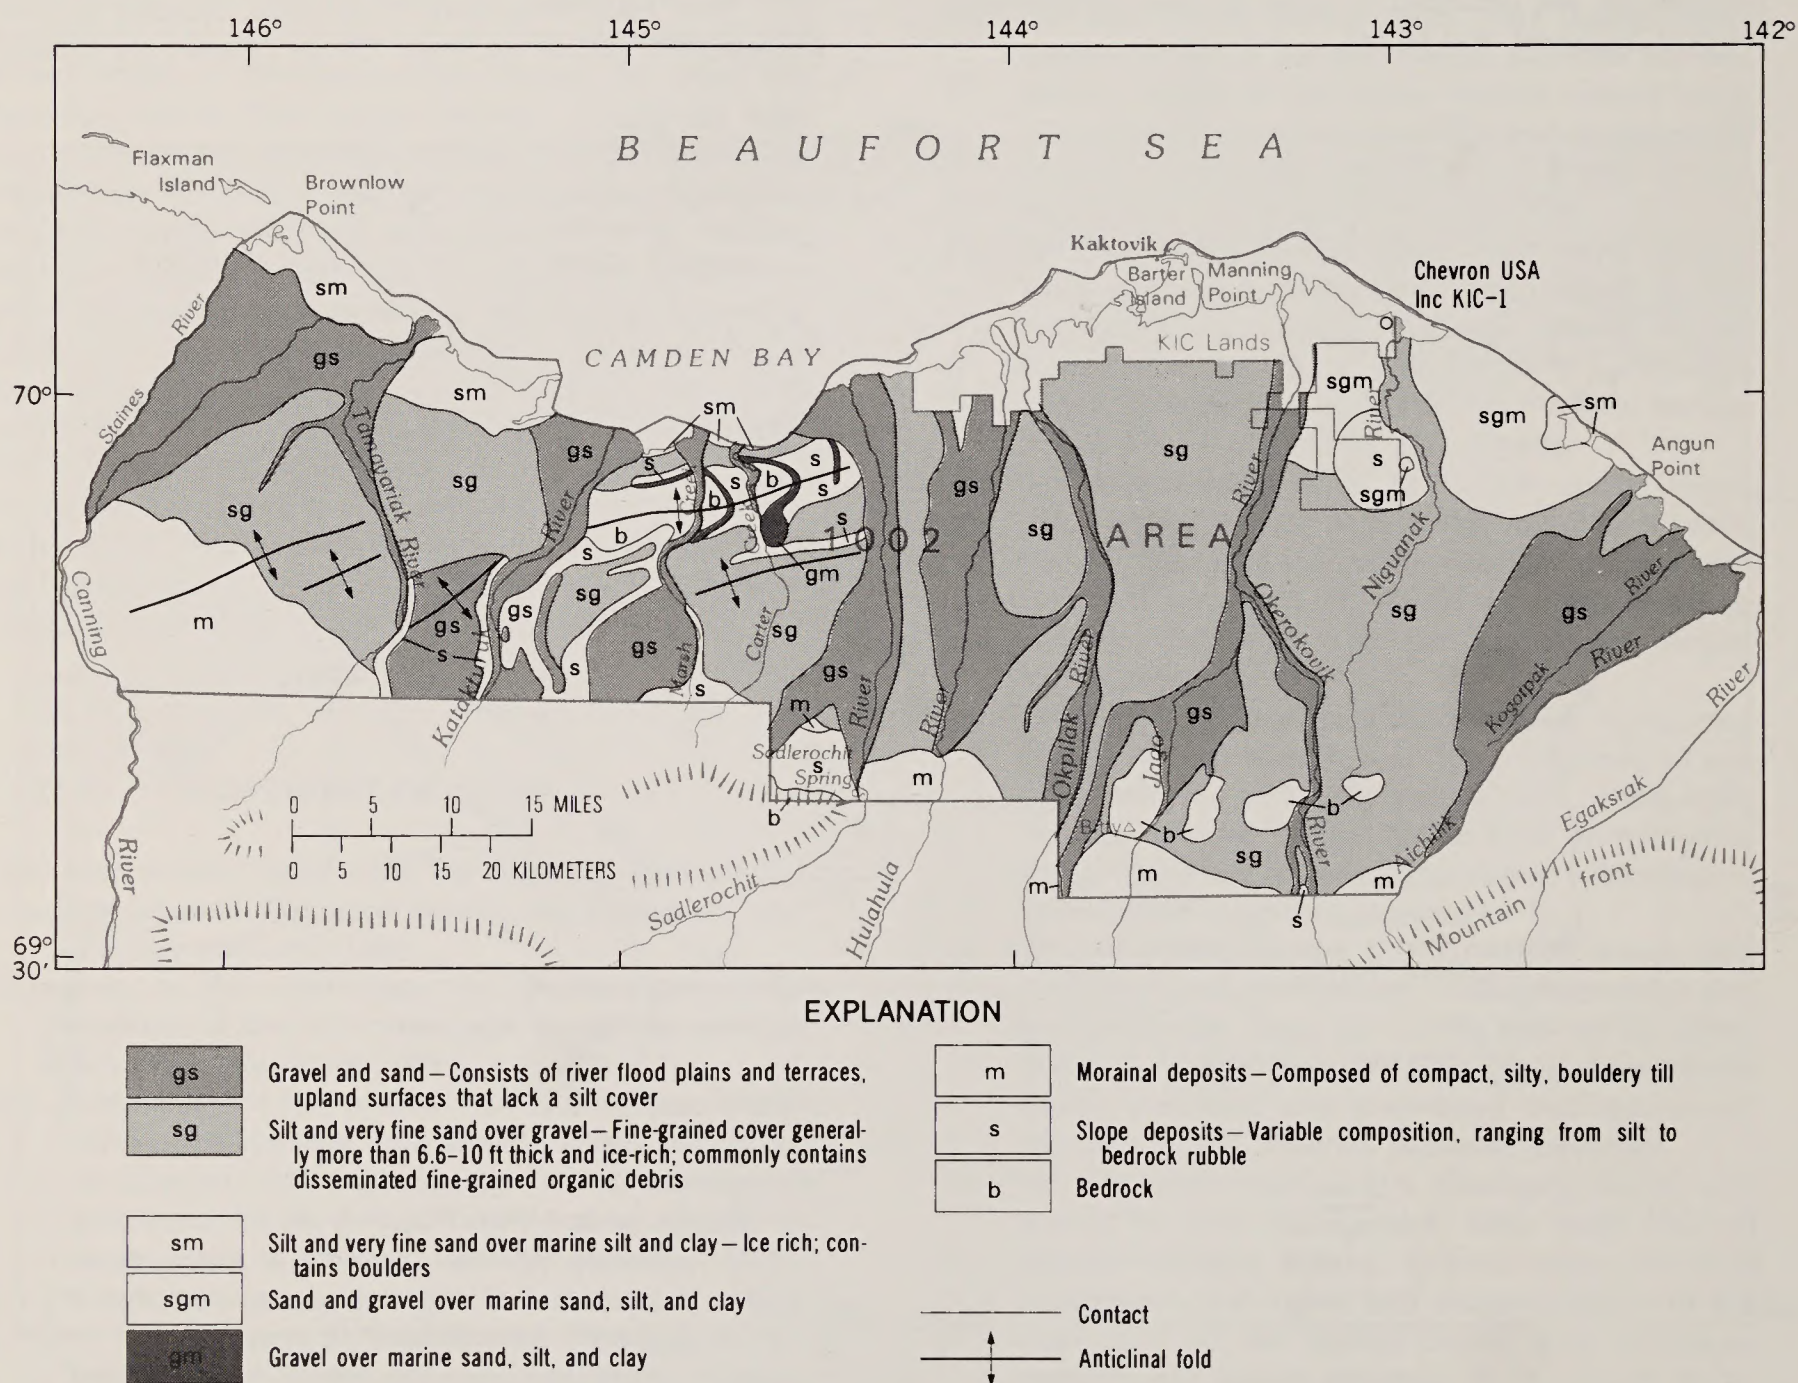 146°
145°
144°
143°
142°
BEAUFORT SEA
Flaxman
Island
Brownlow
Point
Kaktovik
Barter
Island
Manning
Point
Chevron USA
Inc KIC-1
KIC Lands
CAMDEN BAY
70°
Staines
River
sm
gs
sm
sm
sgm
sgm
sm
Angun
Point
Tamayariak
River
sg
sg
gs
River
s
Creek
b
s
b
s
s
Creek
s
b
s
gm
1002 AREA
gs
sg
sg
River
s
sgm
River
Niguanak
Okerokovik
sg
gs
River
River
Kogotpak
River
Canning
m
gs
s
gs
sg
s
gs
s
Katakturuk
Marsh
Carter
sg
gs
River
River
River
m
s
Sadlerochit
Spring
b
m
Okpilak
gs
Jago
b
b
Bitty
sg
River
m
m
m
s
Aichilik
Egaksrak
River
Mountain
front
Sadlerochit
Hulahula
0 5 10 15 MILES
0 5 10 15 20 KILOMETERS
69°
30'
EXPLANATION
gs
Gravel and sand—Consists of river flood plains and terraces,
upland surfaces that lack a silt cover
sg
Silt and very fine sand over gravel—Fine-grained cover general-
ly more than 6.6-10 ft thick and ice-rich; commonly contains
disseminated fine-grained organic debris
sm
Silt and very fine sand over marine silt and clay—Ice rich; con-
tains boulders
sgm
Sand and gravel over marine sand, silt, and clay
gm
Gravel over marine sand, silt, and clay
m
Morainal deposits—Composed of compact, silty, bouldery till
s
Slope deposits—Variable composition, ranging from silt to
bedrock rubble
b
Bedrock
Contact
Anticlinal fold